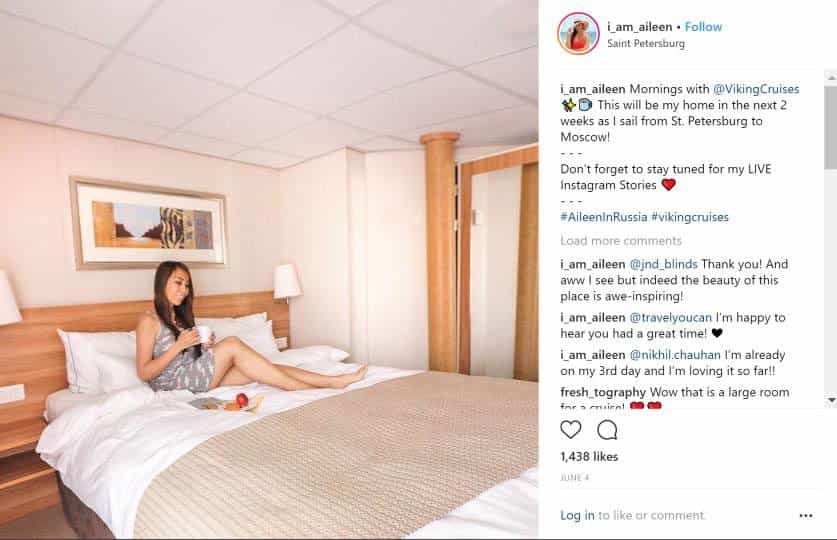 i_am_aileen • Follow
Saint Petersburg
i_am_aileen Mornings with @VikingCruises
This will be my home in the next 2
weeks as I sail from St. Petersburg to
Moscow!
- - -
Don't forget to stay tuned for my LIVE
Instagram Stories
- - -
#AileenInRussia #vikingcruises
Load more comments
i_am_aileen @jnd_blinds Thank you! And
aww I see but indeed the beauty of this
place is awe-inspiring!
i_am_aileen @travelyoucan I'm happy to
hear you had a great time!
i_am_aileen @nikhil.chauhan I'm already
on my 3rd day and I'm loving it so far!!
fresh_tography Wow that is a large room
for a cruise!
1,438 likes
JUNE 4
Log in to like or comment.